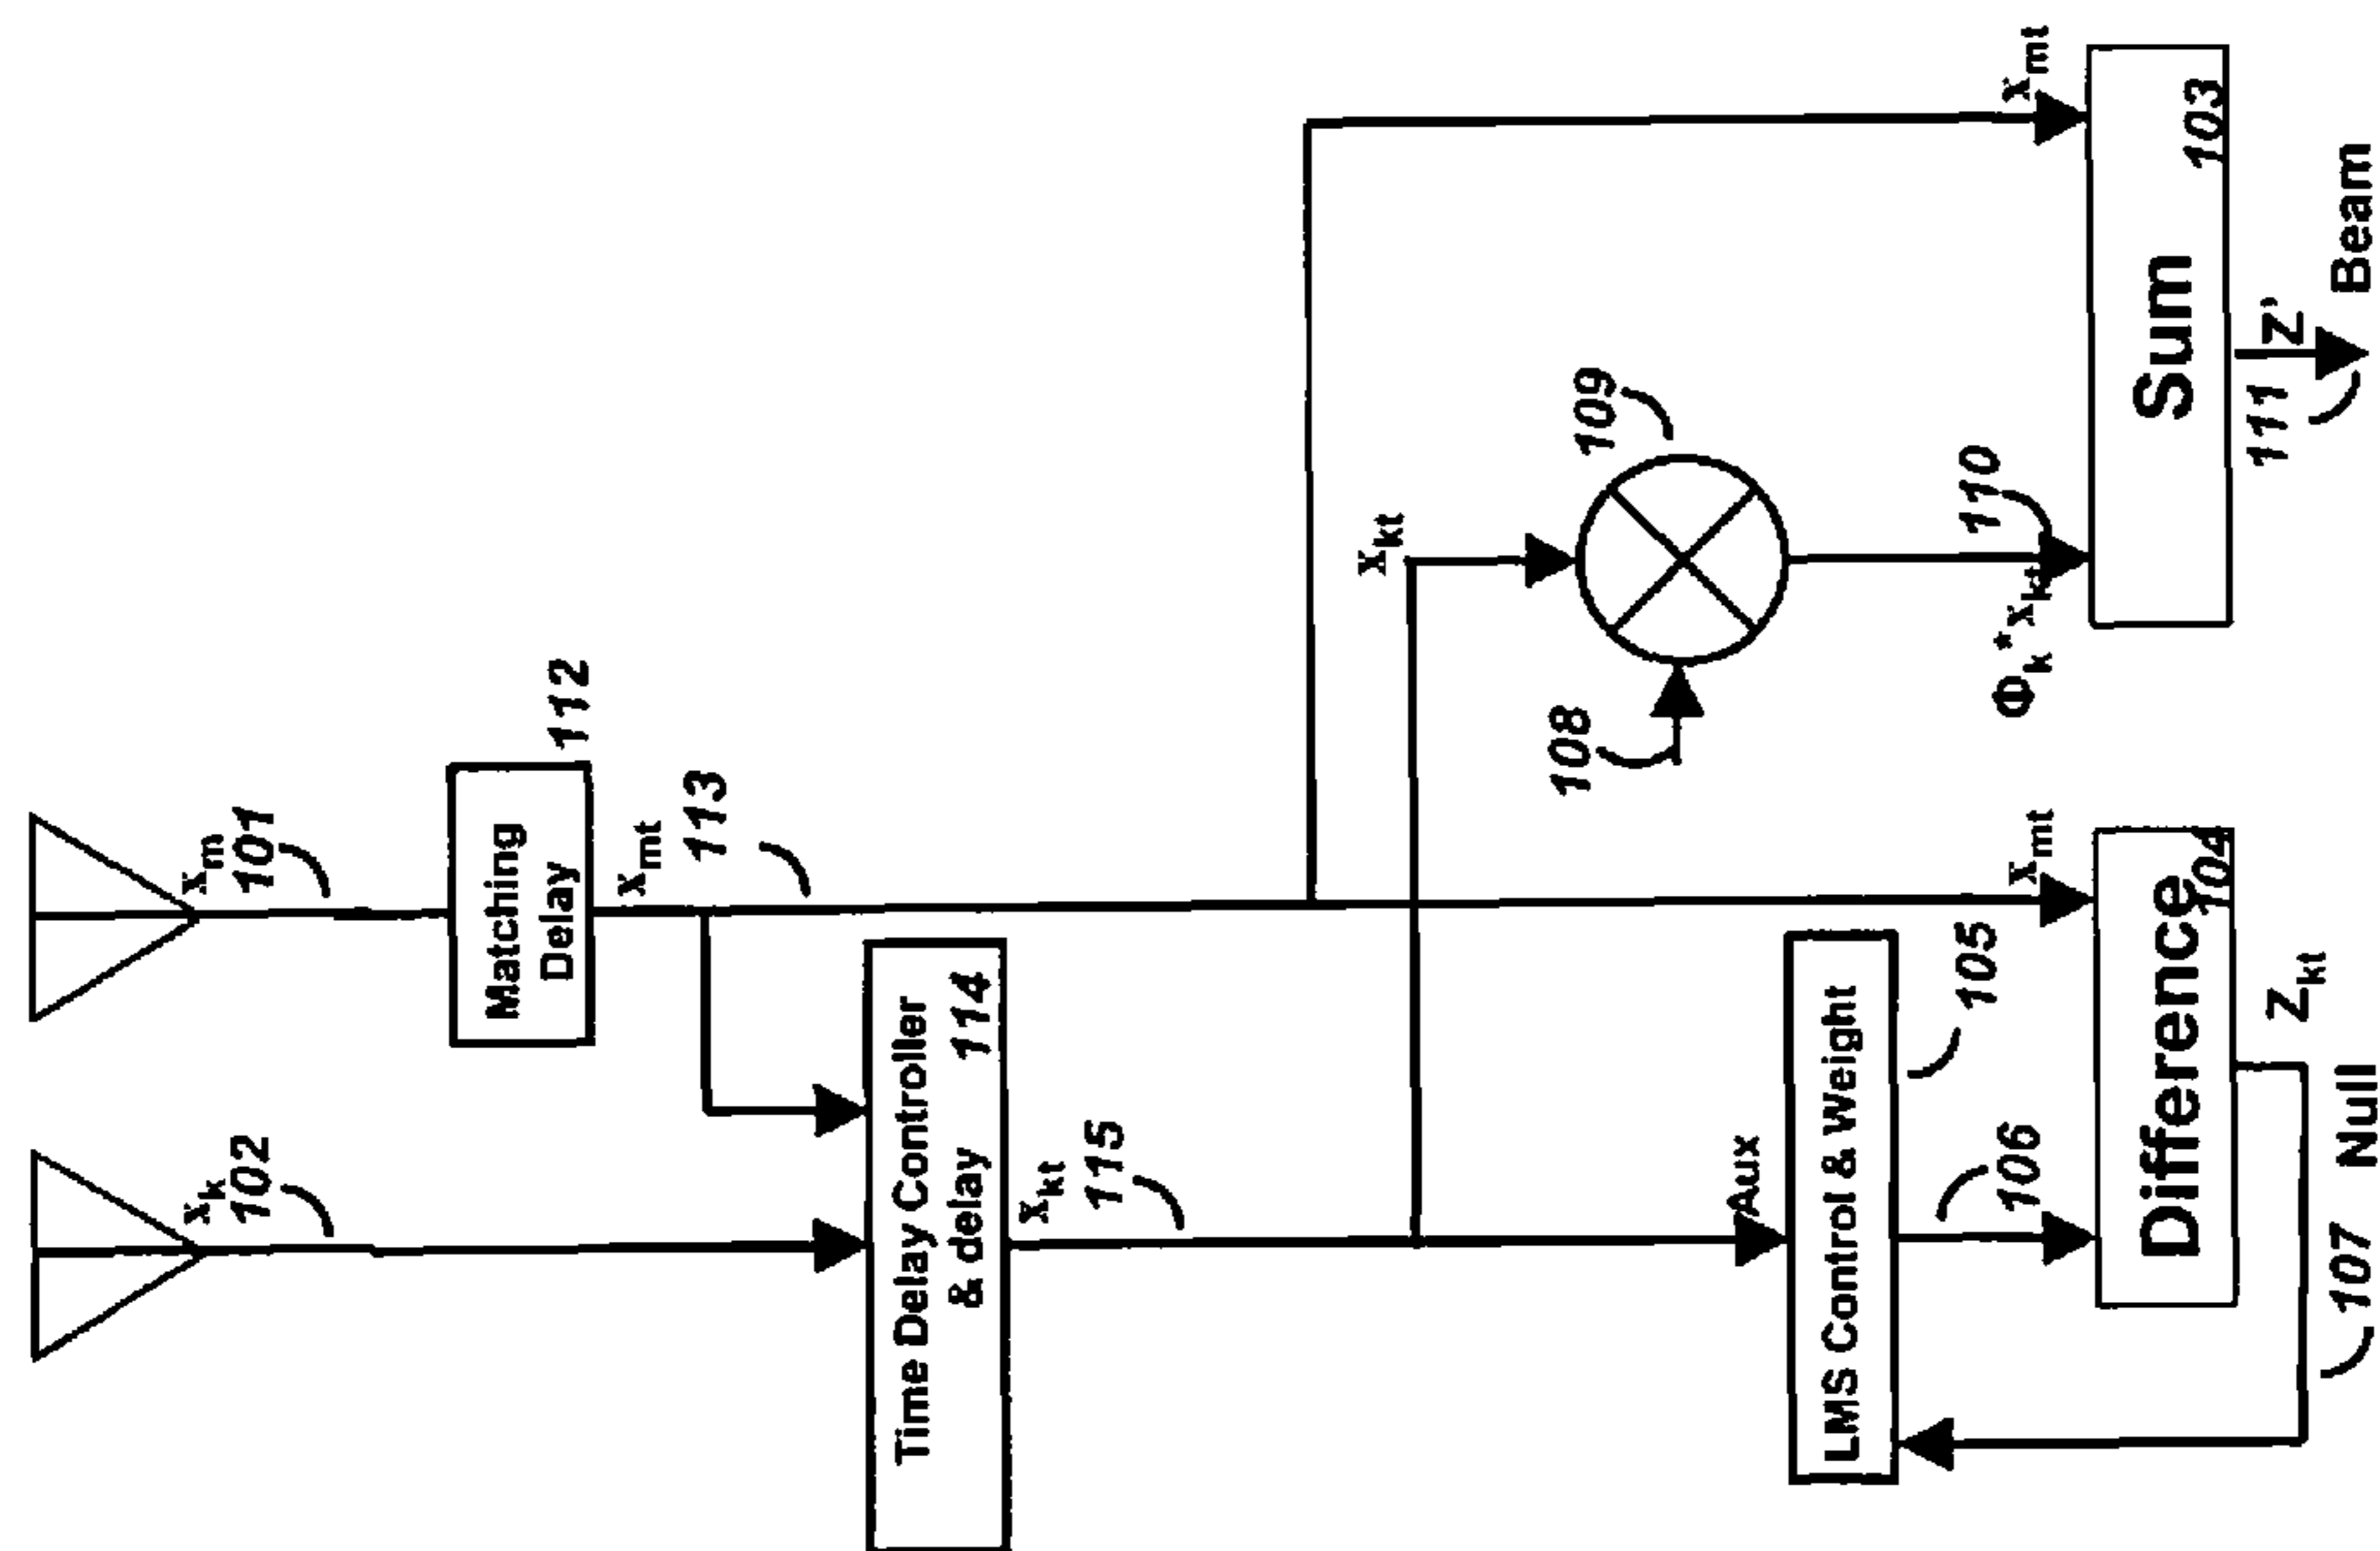 x_m
101
x_k
102
Matching
Delay
112
x_mt
113
Time Delay Controller
& delay
114
x_kt
115
x_kt
108
109
Aux
LMS Control & Weight
105
106
x_mt
Difference
104
Z_kt
Null
107
Φ_k* x_kt
110
x_mt
Sum
103
111
Z'
Beam